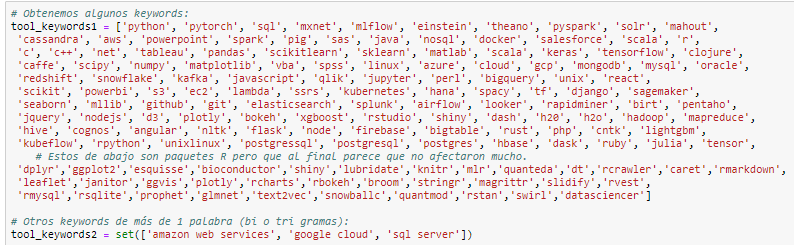 # Obtenemos algunos keywords:
tool_keywords1 = ['python', 'pytorch', 'sql', 'mxnet', 'mlflow', 'einstein', 'theano', 'pyspark', 'solr', 'mahout',
'cassandra', 'aws', 'powerpoint', 'spark', 'pig', 'sas', 'java', 'nosql', 'docker', 'salesforce', 'scala', 'r',
'c', 'c++', 'net', 'tableau', 'pandas', 'scikitlearn', 'sklearn', 'matlab', 'scala', 'keras', 'tensorflow', 'clojure',
'caffe', 'scipy', 'numpy', 'matplotlib', 'vba', 'spss', 'linux', 'azure', 'cloud', 'gcp', 'mongodb', 'mysql', 'oracle',
'redshift', 'snowflake', 'kafka', 'javascript', 'qlik', 'jupyter', 'perl', 'bigquery', 'unix', 'react',
'scikit', 'powerbi', 's3', 'ec2', 'lambda', 'ssrs', 'kubernetes', 'hana', 'spacy', 'tf', 'django', 'sagemaker',
'seaborn', 'mllib', 'github', 'git', 'elasticsearch', 'splunk', 'airflow', 'looker', 'rapidminer', 'birt', 'pentaho',
'jquery', 'nodejs', 'd3', 'plotly', 'bokeh', 'xgboost', 'rstudio', 'shiny', 'dash', 'h20', 'h2o', 'hadoop', 'mapreduce',
'hive', 'cognos', 'angular', 'nltk', 'flask', 'node', 'firebase', 'bigtable', 'rust', 'php', 'cntk', 'lightgbm',
'kubeflow', 'rpython', 'unixlinux', 'postgressql', 'postgresql', 'postgres', 'hbase', 'dask', 'ruby', 'julia', 'tensor',
# Estos de abajo son paquetes R pero que al final parece que no afectaron mucho.
'dplyr','ggplot2','esquisse','bioconductor','shiny','lubridate','knitr','mlr','quanteda','dt','rcrawler','caret','rmarkdown',
'leaflet','janitor','ggvis','plotly','rcharts','rbokeh','broom','stringr','magrittr','slidify','rvest',
'rmysql','rsqlite','prophet','glmnet','text2vec','snowballc','quantmod','rstan','swirl','datasciencer']
# Otros keywords de más de 1 palabra (bi o tri gramas):
tool_keywords2 = set(['amazon web services', 'google cloud', 'sql server'])